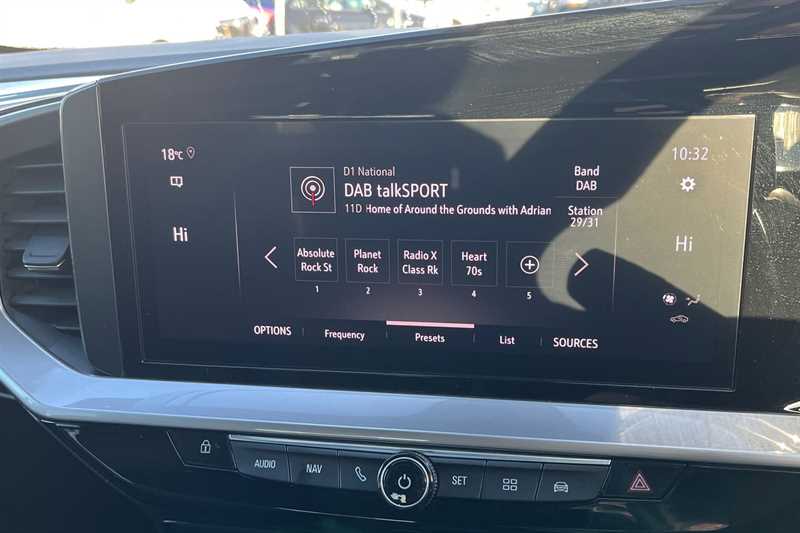 18°C
10:32
D1 National
DAB talkSPORT
11D Home of Around the Grounds with Adrian
Band
DAB
Station
29/31
Hi
Hi
Absolute
Rock St
1
Planet
Rock
2
Radio X
Class Rk
3
Heart
70s
4
5
OPTIONS
Frequency
Presets
List
SOURCES
AUDIO
NAV
SET